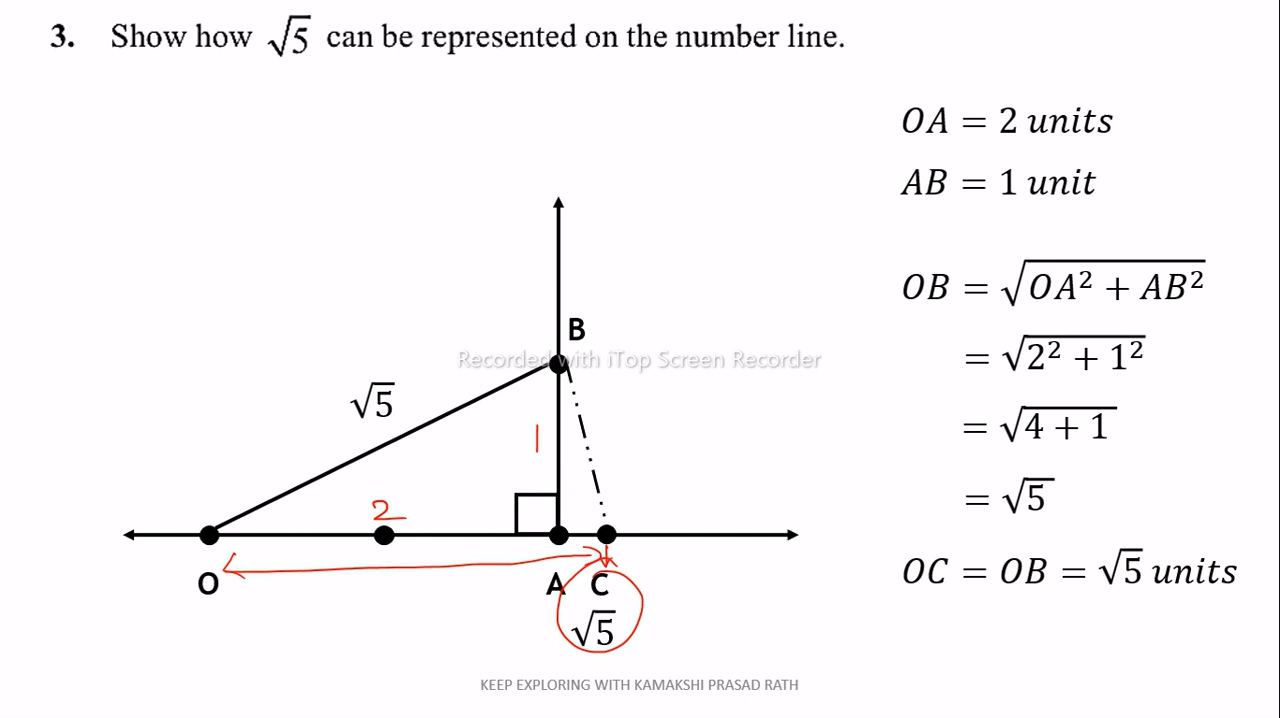 3. Show how √5 can be represented on the number line.
OA = 2 units
AB = 1 unit
OB = √(OA² + AB²)
= √(2² + 1²)
= √(4 + 1)
= √5
OC = OB = √5 units
B
Recorded with iTop Screen Recorder
√5
1
2
O
A C
√5
KEEP EXPLORING WITH KAMAKSHI PRASAD RATH